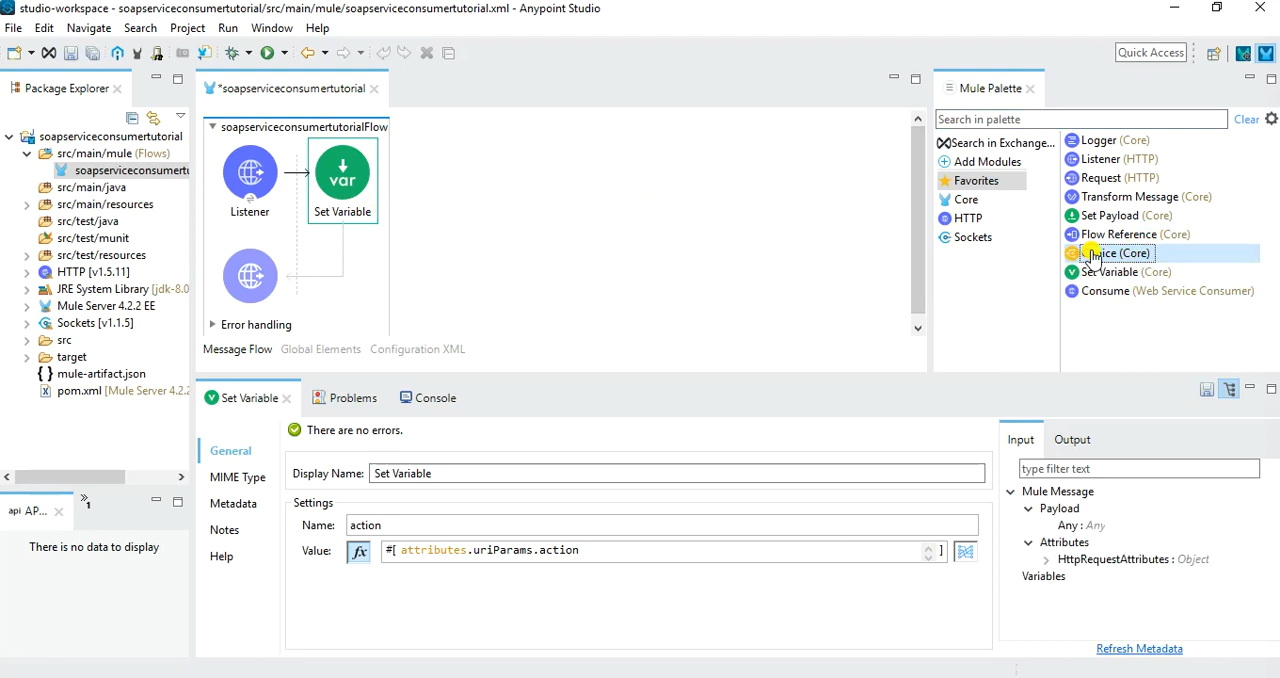 studio-workspace - soapserviceconsumertutorial/src/main/mule/soapserviceconsumertutorial.xml - Anypoint Studio
File Edit Navigate Search Project Run Window Help
Quick Access
Package Explorer
*soapserviceconsumertutorial
Mule Palette
Search in palette
Clear
soapserviceconsumertutorial
src/main/mule (Flows)
soapserviceconsumertu
src/main/java
src/main/resources
src/test/java
src/test/munit
src/test/resources
HTTP [v1.5.11]
JRE System Library [jdk-8.0
Mule Server 4.2.2 EE
Sockets [v1.1.5]
src
target
mule-artifact.json
pom.xml [Mule Server 4.2.2
soapserviceconsumertutorialFlow
var
Listener
Set Variable
Error handling
Message Flow Global Elements Configuration XML
Search in Exchange...
Add Modules
Favorites
Core
HTTP
Sockets
Logger (Core)
Listener (HTTP)
Request (HTTP)
Transform Message (Core)
Set Payload (Core)
Flow Reference (Core)
ice (Core)
Set Variable (Core)
Consume (Web Service Consumer)
api AP...
»1
There is no data to display
Set Variable
Problems
Console
There are no errors.
General
MIME Type
Metadata
Notes
Help
Display Name: Set Variable
Settings
Name: action
Value: fx #[ attributes.uriParams.action ]
Input Output
type filter text
Mule Message
Payload
Any : Any
Attributes
HttpRequestAttributes : Object
Variables
Refresh Metadata